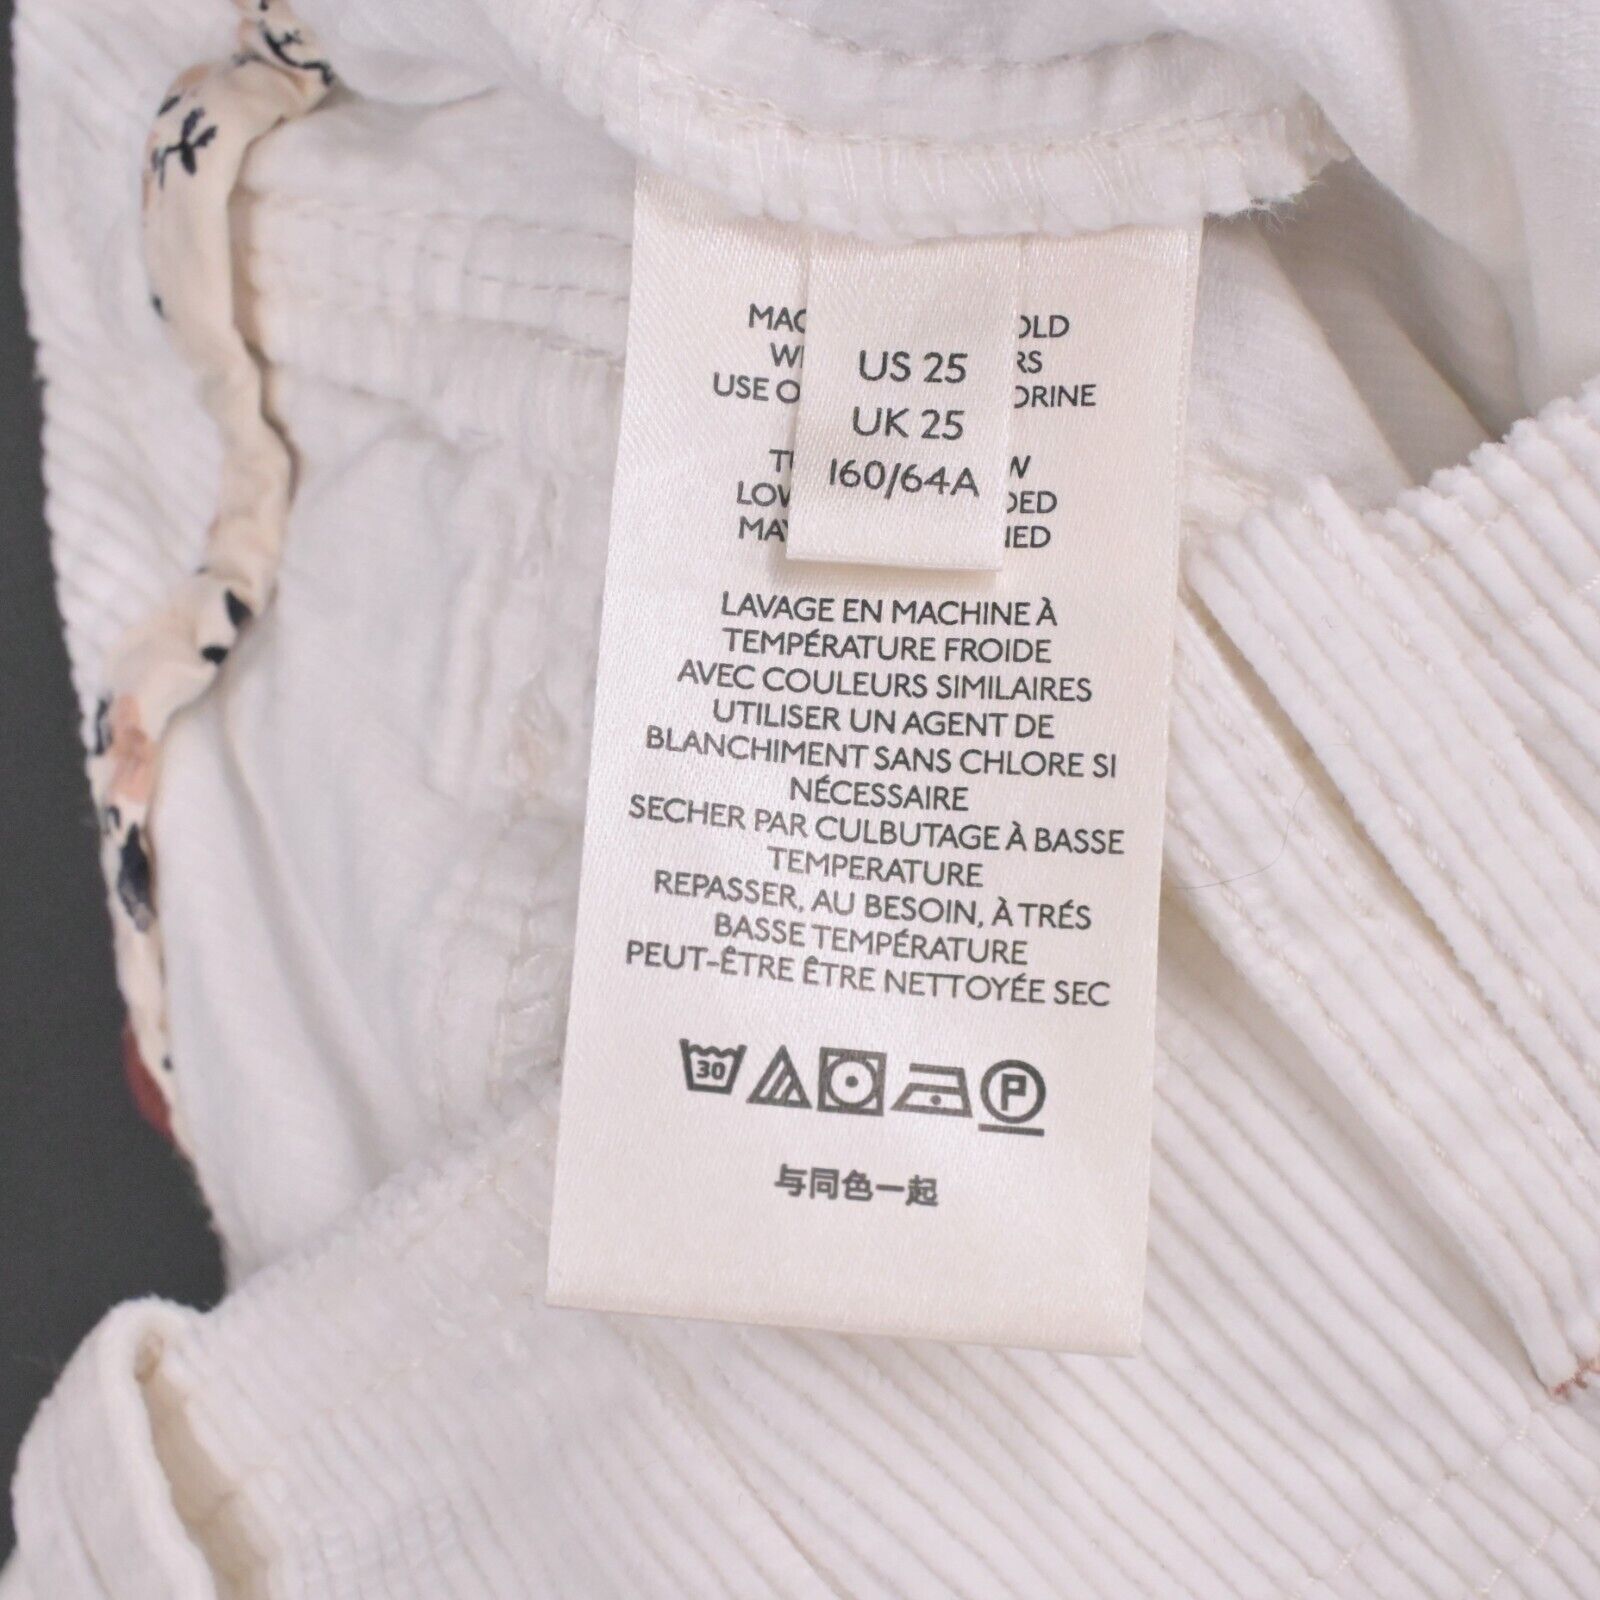 USE
US 25
UK 25
160/64A
LAVAGE EN MACHINE À
TEMPÉRATURE FROIDE
AVEC COULEURS SIMILAIRES
UTILISER UN AGENT DE
BLANCHIMENT SANS CHLORE SI
NÉCESSAIRE
SECHER PAR CULBUTAGE À BASSE
TEMPERATURE
REPASSER, AU BESOIN, À TRÉS
BASSE TEMPÉRATURE
PEUT-ÊTRE ÊTRE NETTOYÉE SEC
30 P
与同色一起